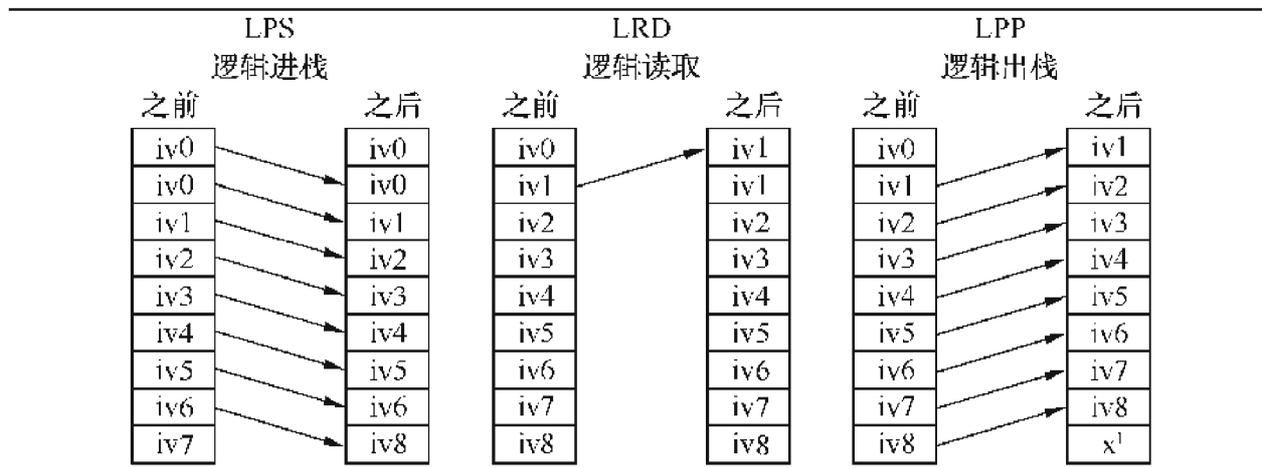 LPS LRD LPP
逻辑进栈 逻辑读取 逻辑出栈
之前 之后 之前 之后 之前 之后
iv0 iv0 iv0 iv1 iv0 iv1
iv0 iv0 iv1 iv1 iv1 iv2
iv1 iv1 iv2 iv2 iv2 iv3
iv2 iv2 iv3 iv3 iv3 iv4
iv3 iv3 iv4 iv4 iv4 iv5
iv4 iv4 iv5 iv5 iv5 iv6
iv5 iv5 iv6 iv6 iv6 iv7
iv6 iv6 iv7 iv7 iv7 iv8
iv7 iv8 iv8 iv8 iv8 x¹